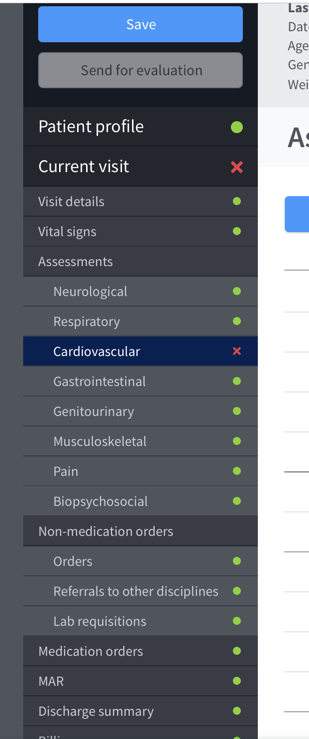 Save
Send for evaluation
Patient profile
Current visit
Visit details
Vital signs
Assessments
Neurological
Respiratory
Cardiovascular
Gastrointestinal
Genitourinary
Musculoskeletal
Pain
Biopsychosocial
Non-medication orders
Orders
Referrals to other disciplines
Lab requisitions
Medication orders
MAR
Discharge summary
Las
Dat
Age
Gen
Wei
As